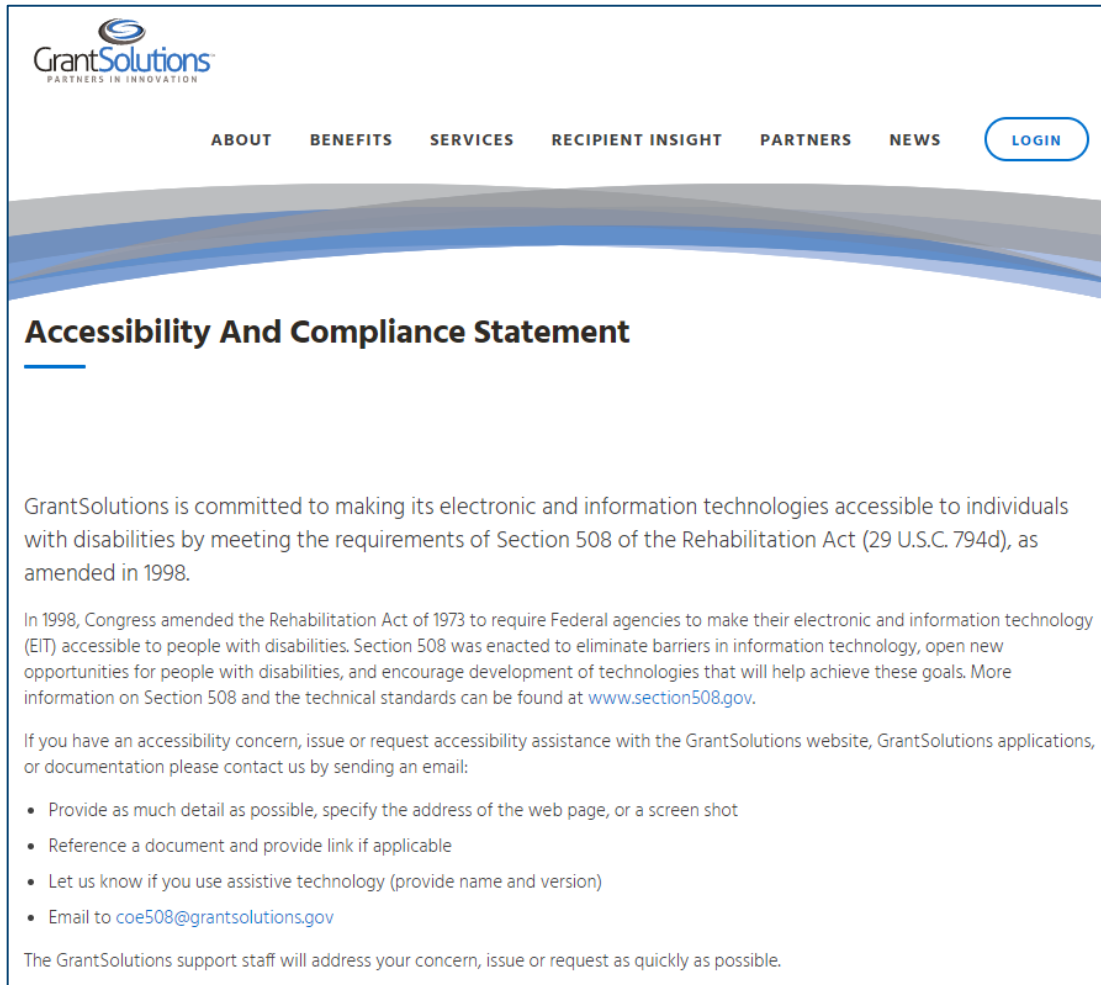 GrantSolutions™
PARTNERS IN INNOVATION
ABOUT BENEFITS SERVICES RECIPIENT INSIGHT PARTNERS NEWS LOGIN
Accessibility And Compliance Statement
GrantSolutions is committed to making its electronic and information technologies accessible to individuals
with disabilities by meeting the requirements of Section 508 of the Rehabilitation Act (29 U.S.C. 794d), as
amended in 1998.
In 1998, Congress amended the Rehabilitation Act of 1973 to require Federal agencies to make their electronic and information technology
(EIT) accessible to people with disabilities. Section 508 was enacted to eliminate barriers in information technology, open new
opportunities for people with disabilities, and encourage development of technologies that will help achieve these goals. More
information on Section 508 and the technical standards can be found at www.section508.gov.
If you have an accessibility concern, issue or request accessibility assistance with the GrantSolutions website, GrantSolutions applications,
or documentation please contact us by sending an email:
• Provide as much detail as possible, specify the address of the web page, or a screen shot
• Reference a document and provide link if applicable
• Let us know if you use assistive technology (provide name and version)
• Email to coe508@grantsolutions.gov
The GrantSolutions support staff will address your concern, issue or request as quickly as possible.